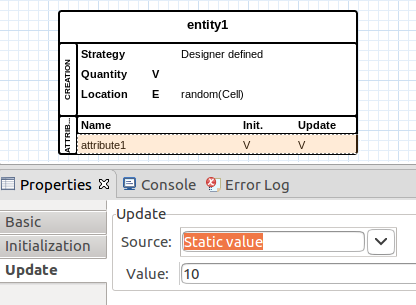 entity1
CREATION
Strategy Designer defined
Quantity V
Location E random(Cell)
ATTRIB...
Name Init. Update
attribute1 V V
Properties Console Error Log
Basic
Initialization
Update
Update
Source: Static value
Value: 10